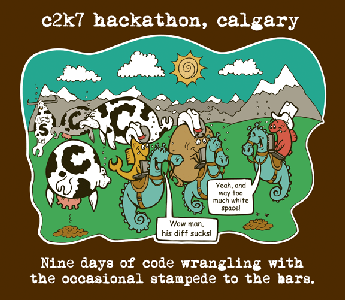 c2k7 hackathon, calgary
S C C
C
Yeah, and
way too
much white
space!
Wow man,
his diff sucks!
Nine days of code wrangling with
the occasional stampede to the bars.